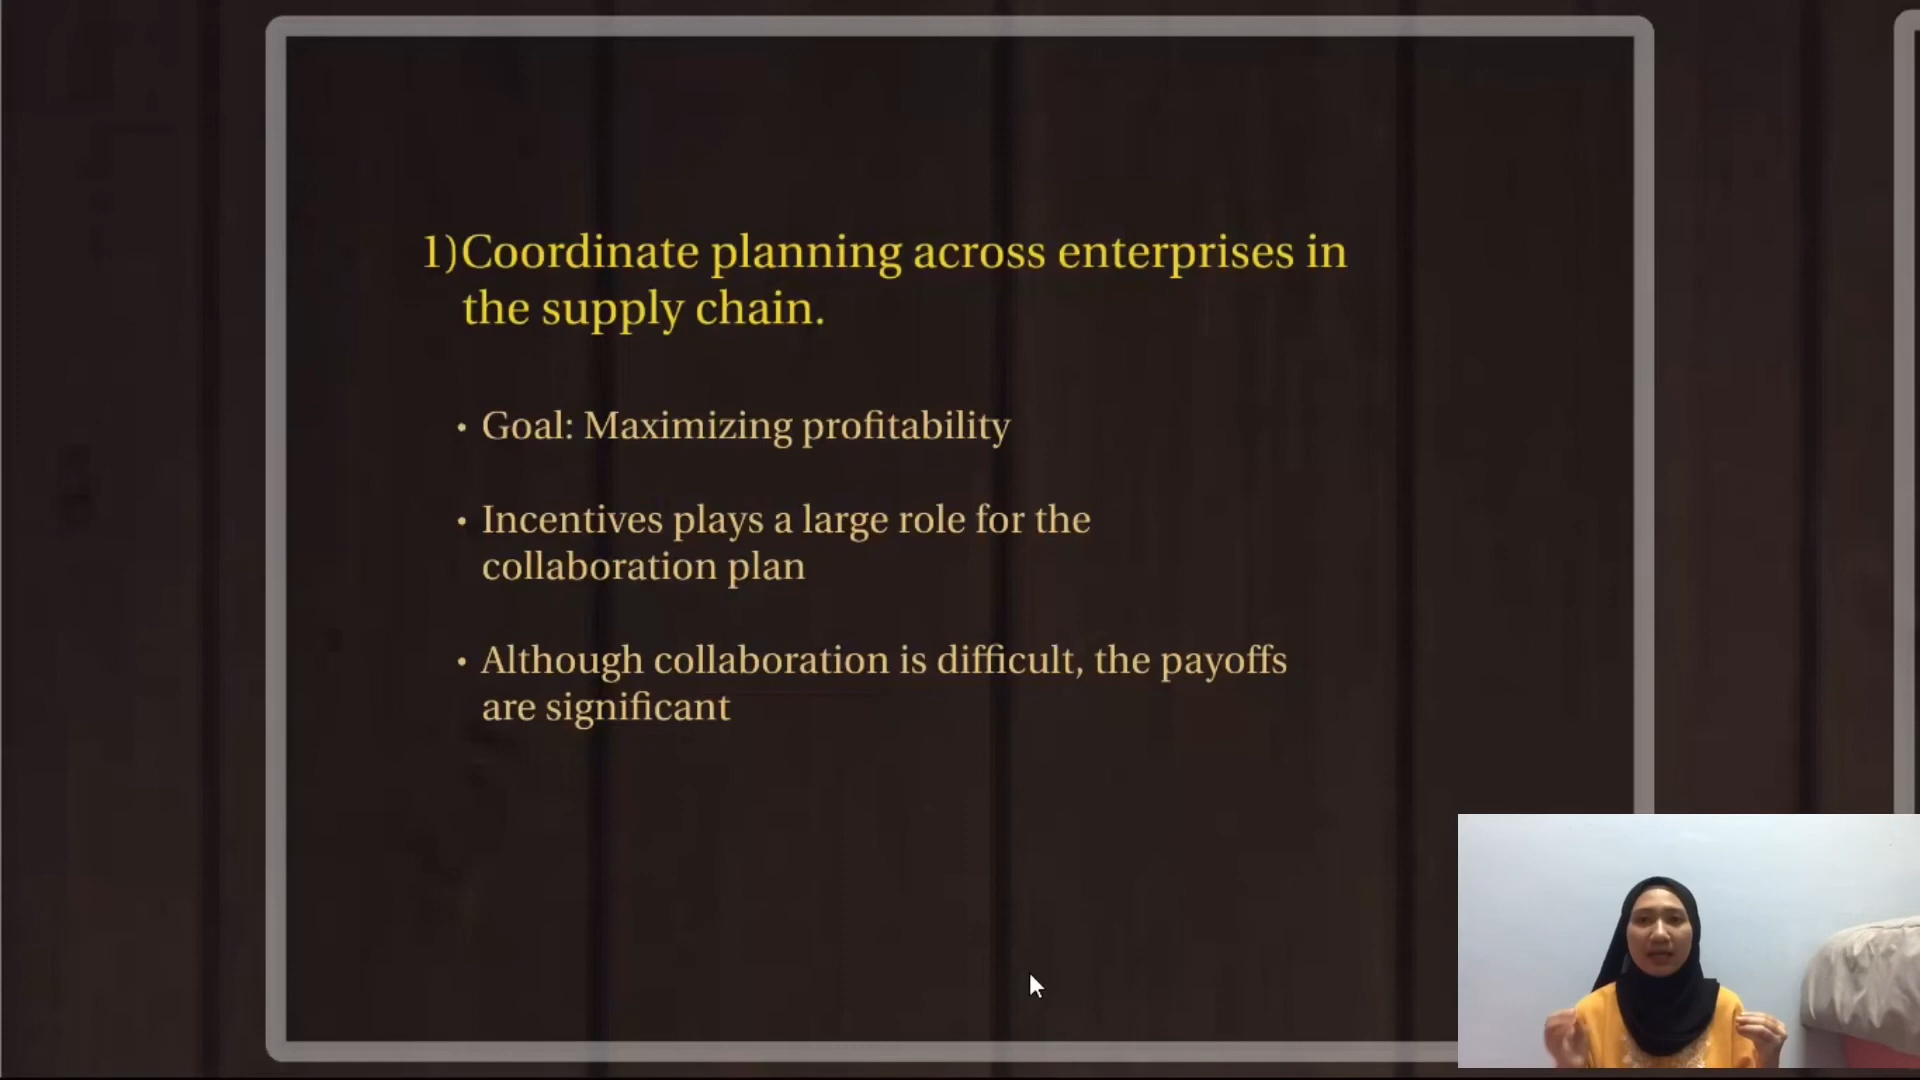 1)Coordinate planning across enterprises in
the supply chain.
• Goal: Maximizing profitability
• Incentives plays a large role for the
collaboration plan
• Although collaboration is difficult, the payoffs
are significant